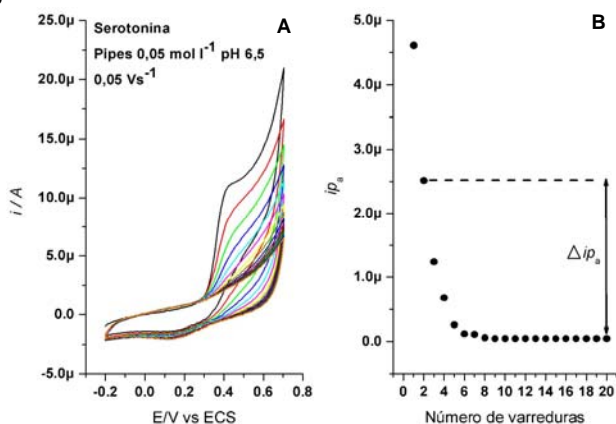 Serotonina
Pipes 0,05 mol l⁻¹ pH 6,5
0,05 Vs⁻¹
A
25.0µ
20.0µ
15.0µ
10.0µ
5.0µ
0.0
-5.0µ
i / A
-0.2 0.0 0.2 0.4 0.6 0.8
E/V vs ECS
B
5.0µ
4.0µ
3.0µ
2.0µ
1.0µ
0.0
ipₐ
Δipₐ
0 2 4 6 8 10 12 14 16 18 20
Número de varreduras